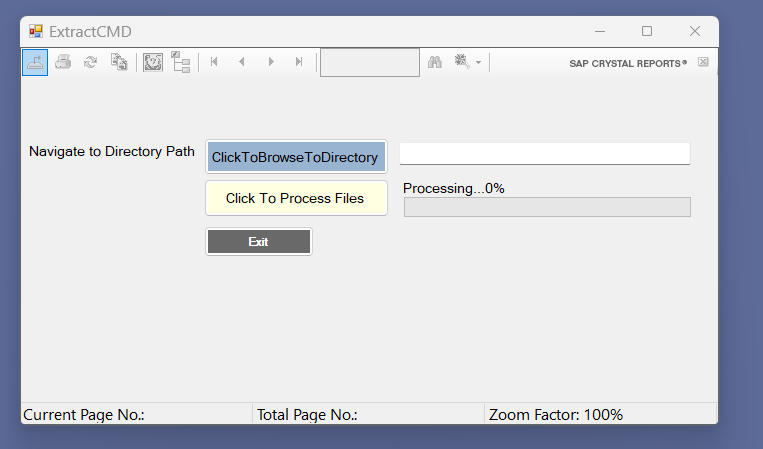 ExtractCMD
SAP CRYSTAL REPORTS®
Navigate to Directory Path
ClickToBrowseToDirectory
Click To Process Files
Processing...0%
Exit
Current Page No.:
Total Page No.:
Zoom Factor: 100%